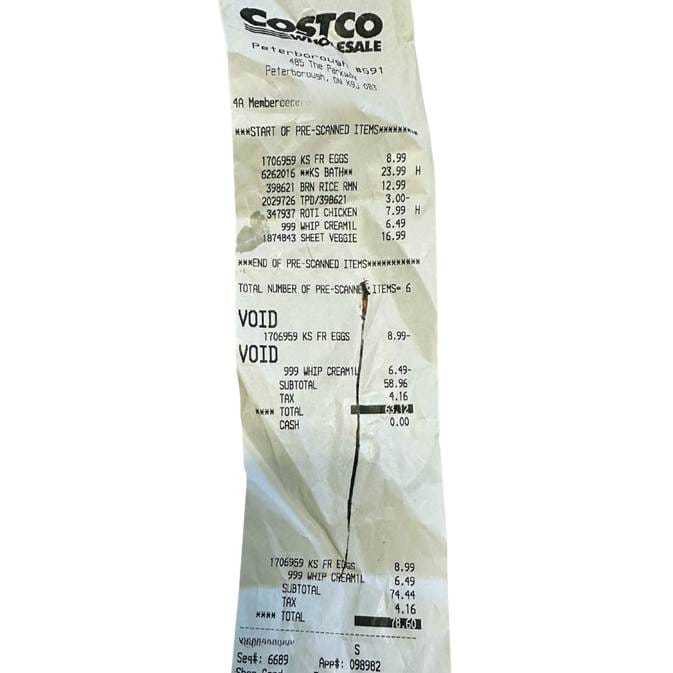 COSTCO
WHOLESALE
Peterborough #591
485 The Parkway
Peterborough, ON K9J 0B3
4A Member
***START OF PRE-SCANNED ITEMS********
1706959 KS FR EGGS 8.99
6262016 **KS BATH** 23.99 H
398621 BRN RICE RMN 12.99
2029726 TPD/398621 3.00-
347937 ROTI CHICKEN 7.99 H
999 WHIP CREAM1L 6.49
1874843 SHEET VEGGIE 16.99
***END OF PRE-SCANNED ITEMS***********
TOTAL NUMBER OF PRE-SCANNED ITEMS= 6
VOID
1706959 KS FR EGGS 8.99-
VOID
999 WHIP CREAM1L 6.49-
SUBTOTAL 58.96
TAX 4.16
**** TOTAL 63.12
CASH 0.00
1706959 KS FR EGGS 8.99
999 WHIP CREAM1L 6.49
SUBTOTAL 74.44
TAX 4.16
**** TOTAL 78.60
S
Seq#: 6689 App#: 098982